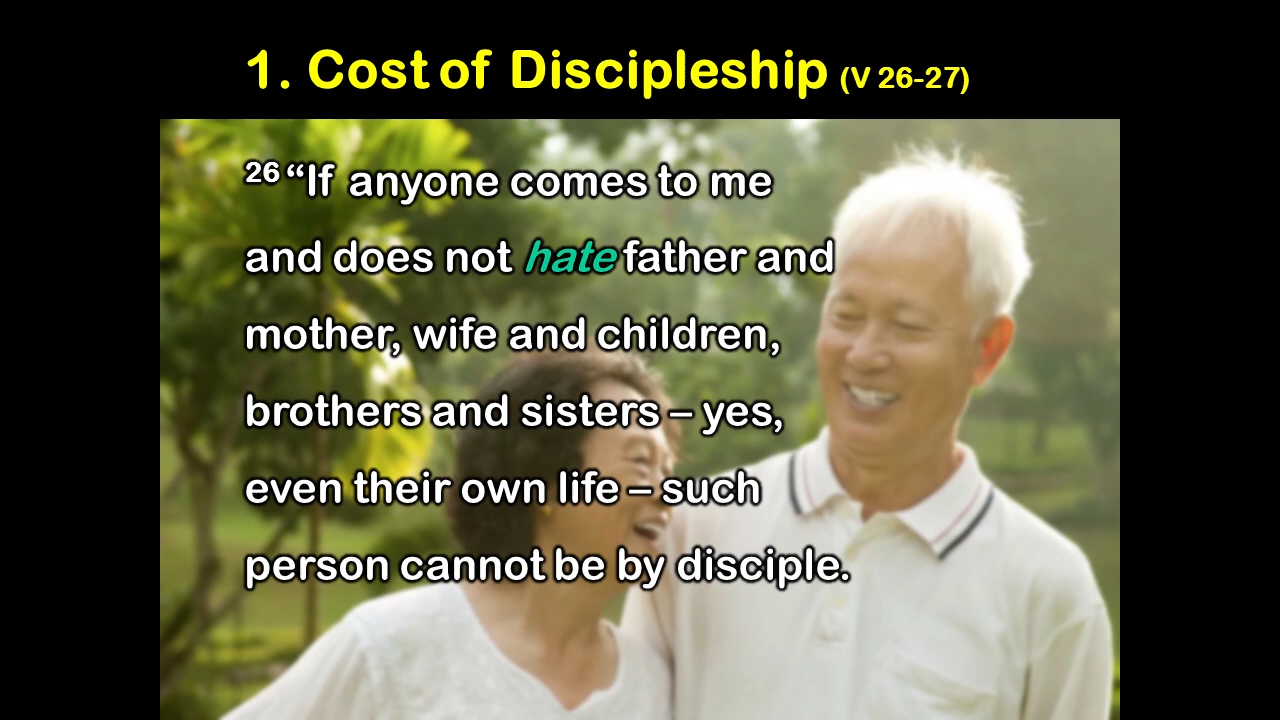 1. Cost of Discipleship (V 26-27)
26 “If anyone comes to me
and does not hate father and
mother, wife and children,
brothers and sisters – yes,
even their own life – such
person cannot be by disciple.